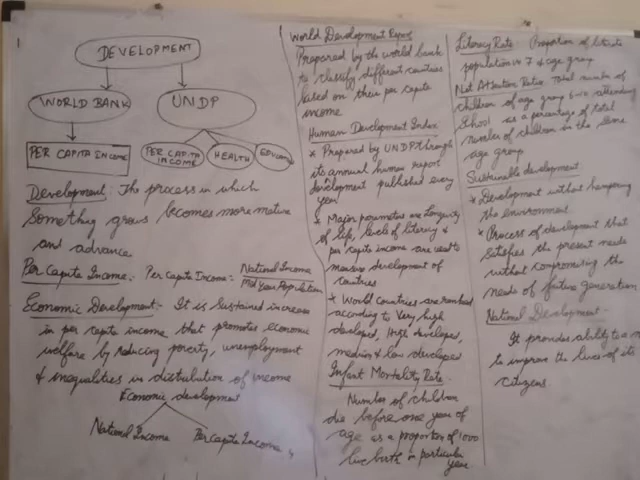 1
DEVELOPMENT
WORLD BANK
UNDP
PER CAPITA INCOME
PER CAPITA
INCOME
HEALTH
Development: The process in which
Something grows becomes more mature
and advance
Per Capita Income:- Per Capita Income = National Income
Mid Year Population
Economic Development:- It is Sustained increase
in per capita income that promotes economic
welfare by reducing poverty, unemployment
& inequalities in distribution of income
Economic development
National Income Per Capita Income
World Development Report
Prepared by the world bank
to classify different countries
based on their per capita
income
Human Development Index
* Prepared by UNDP through
its annual human report
development published every
year
* Major parameters are longevity
of life, levels of literacy &
per capita income are used to
measure development of
countries
* World Countries are ranked
according to Very high
developed, High developed,
medium & low developed
Infant Mortality Rate
Number of children
die before one year of
age as a proportion of 1000
live birth in particular
year
Literacy Rate Proportion of literate
population in 7 & age group
Net Attention Ratio: Total number of
children of age group attending
School as a percentage of total
number of children in the same
age group
Sustainable development
* Development without hampering
the environment
* Process of development that
satisfies the present needs
without compromising the
needs of future generation
National Development-
It provides ability to a
to improve the lives of its
citizens.